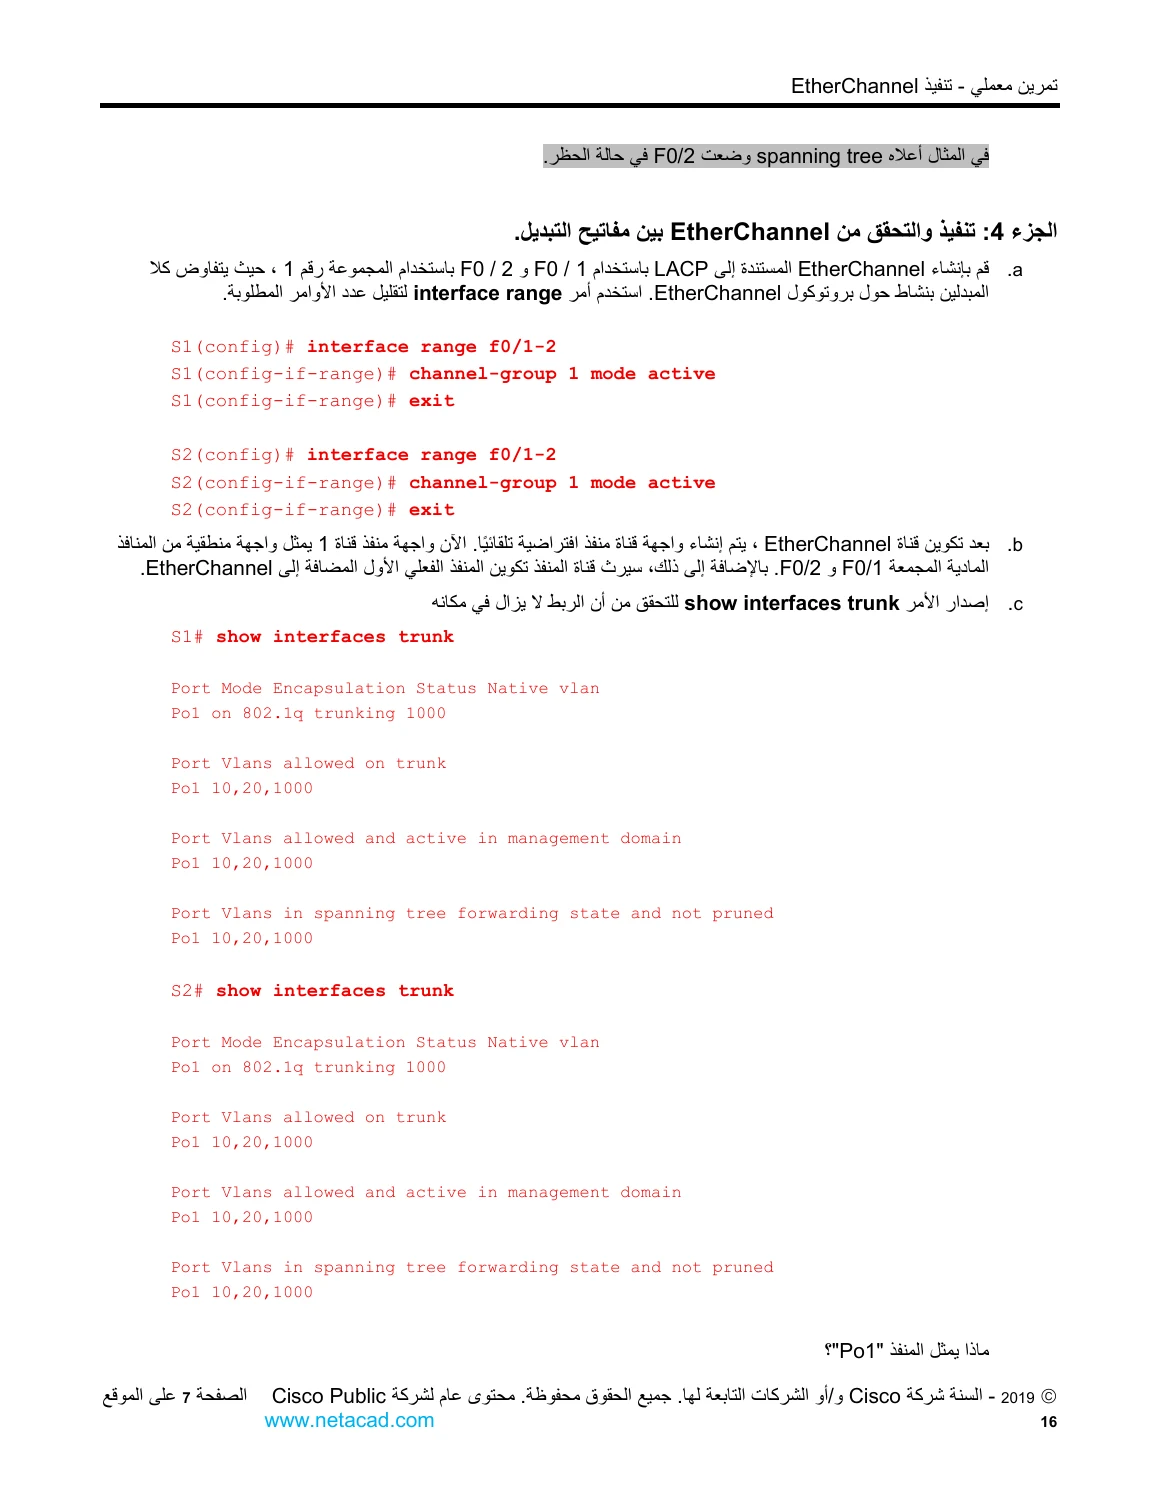 تمرين معملي - تنفيذ EtherChannel
في المثال أعلاه spanning tree وضعت F0/2 في حالة الحظر.
الجزء 4: تنفيذ والتحقق من EtherChannel بين مفاتيح التبديل.
a. قم بإنشاء EtherChannel المستندة إلى LACP باستخدام F0 / 1 و F0 / 2 باستخدام المجموعة رقم 1 ، حيث يتفاوض كلا
المبدلين بنشاط حول بروتوكول EtherChannel. استخدم أمر interface range لتقليل عدد الأوامر المطلوبة.
S1(config)# interface range f0/1-2
S1(config-if-range)# channel-group 1 mode active
S1(config-if-range)# exit
S2(config)# interface range f0/1-2
S2(config-if-range)# channel-group 1 mode active
S2(config-if-range)# exit
b. بعد تكوين قناة EtherChannel ، يتم إنشاء واجهة قناة منفذ افتراضية تلقائيًا. الآن واجهة منفذ قناة 1 يمثل واجهة منطقية من المنافذ
المادية المجمعة F0/1 و F0/2. بالإضافة إلى ذلك، سيرث قناة المنفذ تكوين المنفذ الفعلي الأول المضافة إلى EtherChannel.
c. إصدار الأمر show interfaces trunk للتحقق من أن الربط لا يزال في مكانه
S1# show interfaces trunk
Port Mode Encapsulation Status Native vlan
Po1 on 802.1q trunking 1000
Port Vlans allowed on trunk
Po1 10,20,1000
Port Vlans allowed and active in management domain
Po1 10,20,1000
Port Vlans in spanning tree forwarding state and not pruned
Po1 10,20,1000
S2# show interfaces trunk
Port Mode Encapsulation Status Native vlan
Po1 on 802.1q trunking 1000
Port Vlans allowed on trunk
Po1 10,20,1000
Port Vlans allowed and active in management domain
Po1 10,20,1000
Port Vlans in spanning tree forwarding state and not pruned
Po1 10,20,1000
ماذا يمثل المنفذ "Po1"؟
© 2019 - السنة شركة Cisco و/أو الشركات التابعة لها. جميع الحقوق محفوظة. محتوى عام لشركة Cisco Public الصفحة 7 على الموقع
16 www.netacad.com